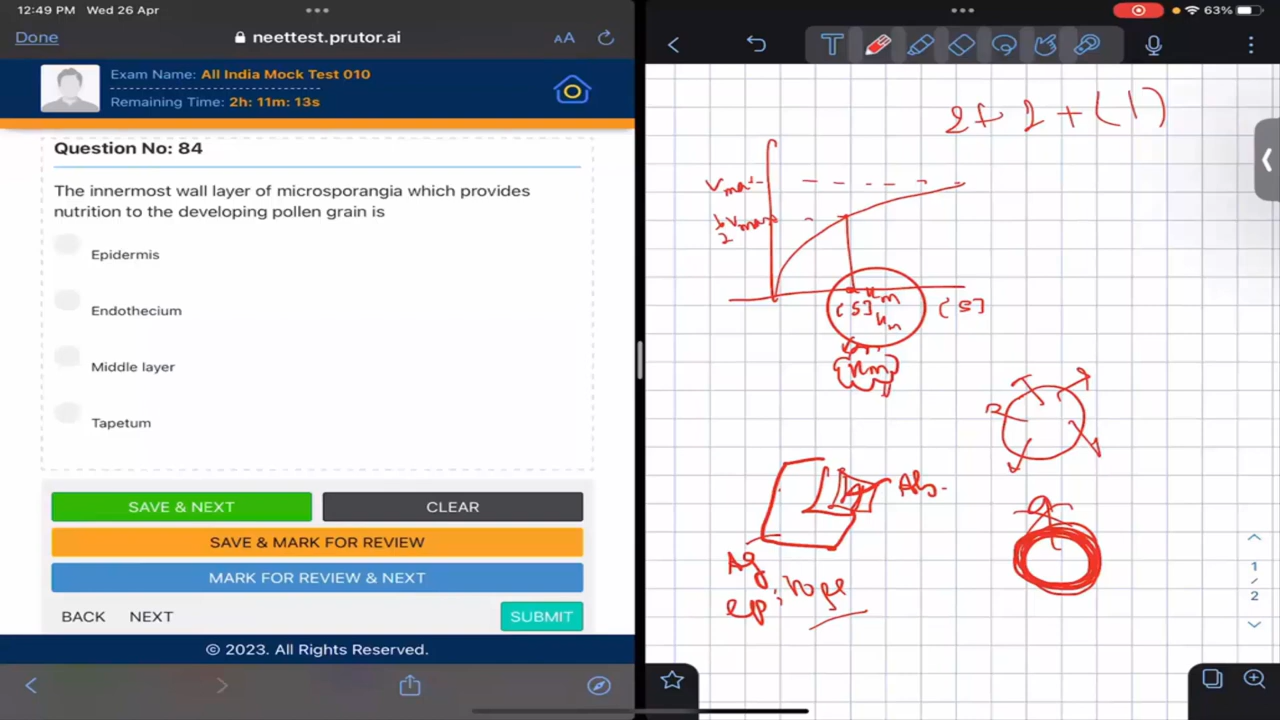 12:49 PM Wed 26 Apr
63%
Done
neettest.prutor.ai
AA
Exam Name: All India Mock Test 010
Remaining Time: 2h: 11m: 13s
Question No: 84
The innermost wall layer of microsporangia which provides
nutrition to the developing pollen grain is
Epidermis
Endothecium
Middle layer
Tapetum
SAVE & NEXT
CLEAR
SAVE & MARK FOR REVIEW
MARK FOR REVIEW & NEXT
BACK
NEXT
SUBMIT
© 2023. All Rights Reserved.
T
2 + 2 + (1)
Vmax
1/2 Vmax
Km
[S]
[S]
Km
Ab.
Ag
1
/
2